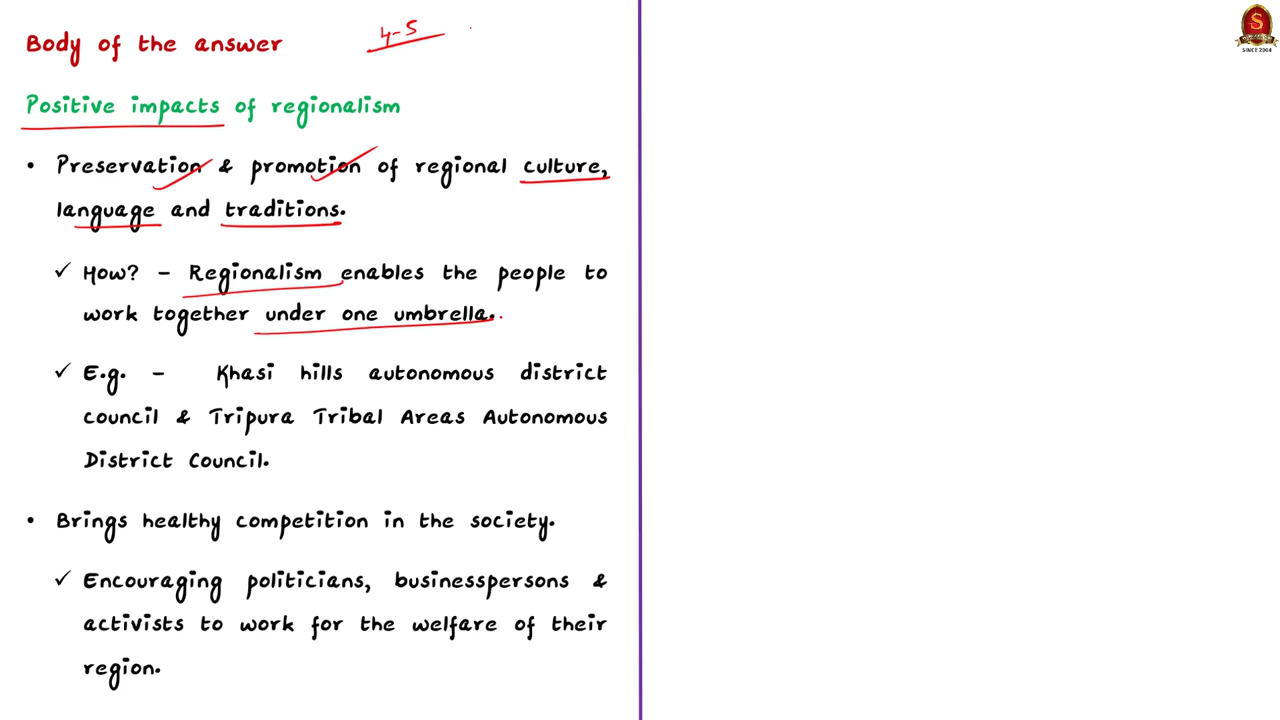 Body of the answer
4-5
Positive impacts of regionalism
• Preservation & promotion of regional culture,
language and traditions.
✓ How? - Regionalism enables the people to
work together under one umbrella.
✓ E.g. - Khasi hills autonomous district
council & Tripura Tribal Areas Autonomous
District Council.
• Brings healthy competition in the society.
✓ Encouraging politicians, businesspersons &
activists to work for the welfare of their
region.
S
SINCE 2004